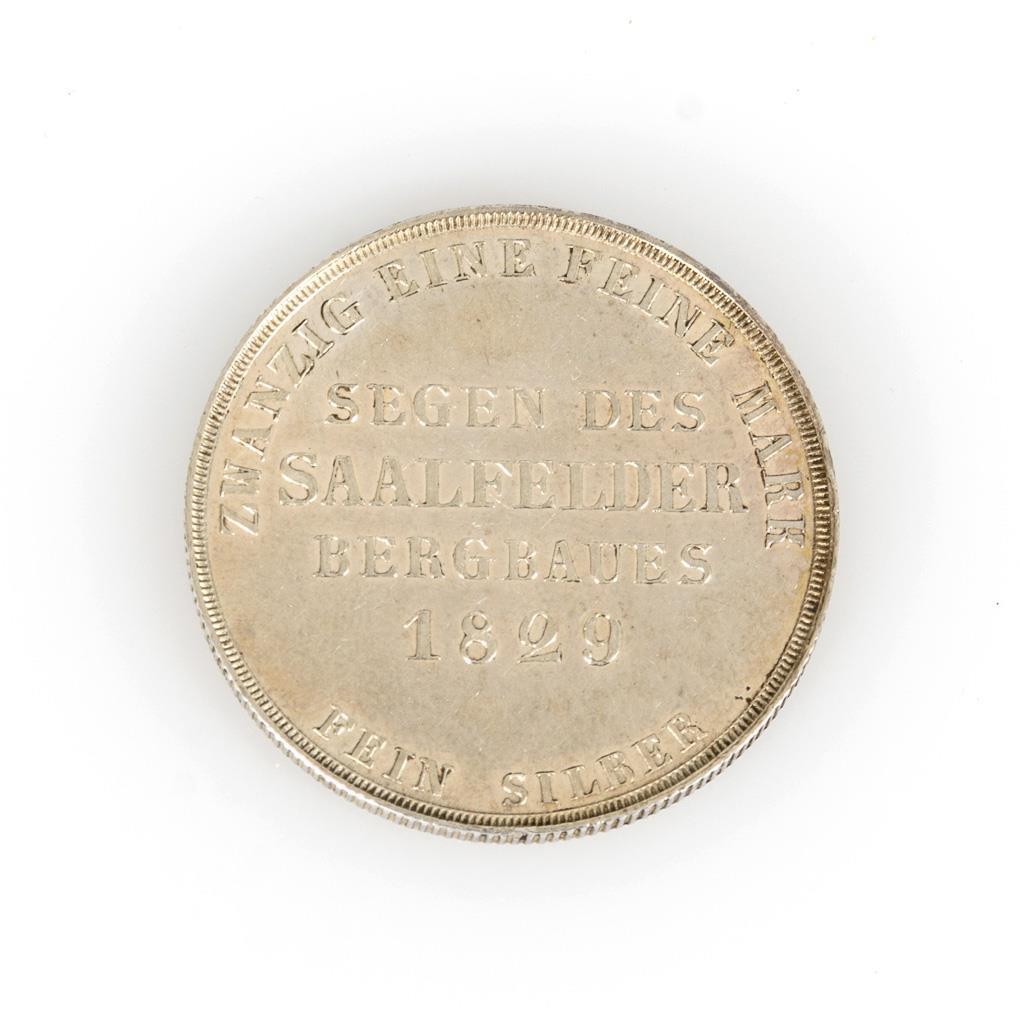 ZWANZIG EINE FEINE MARK
SEGEN DES
SAALFELDER
BERGBAUES
1829
FEIN SILBER